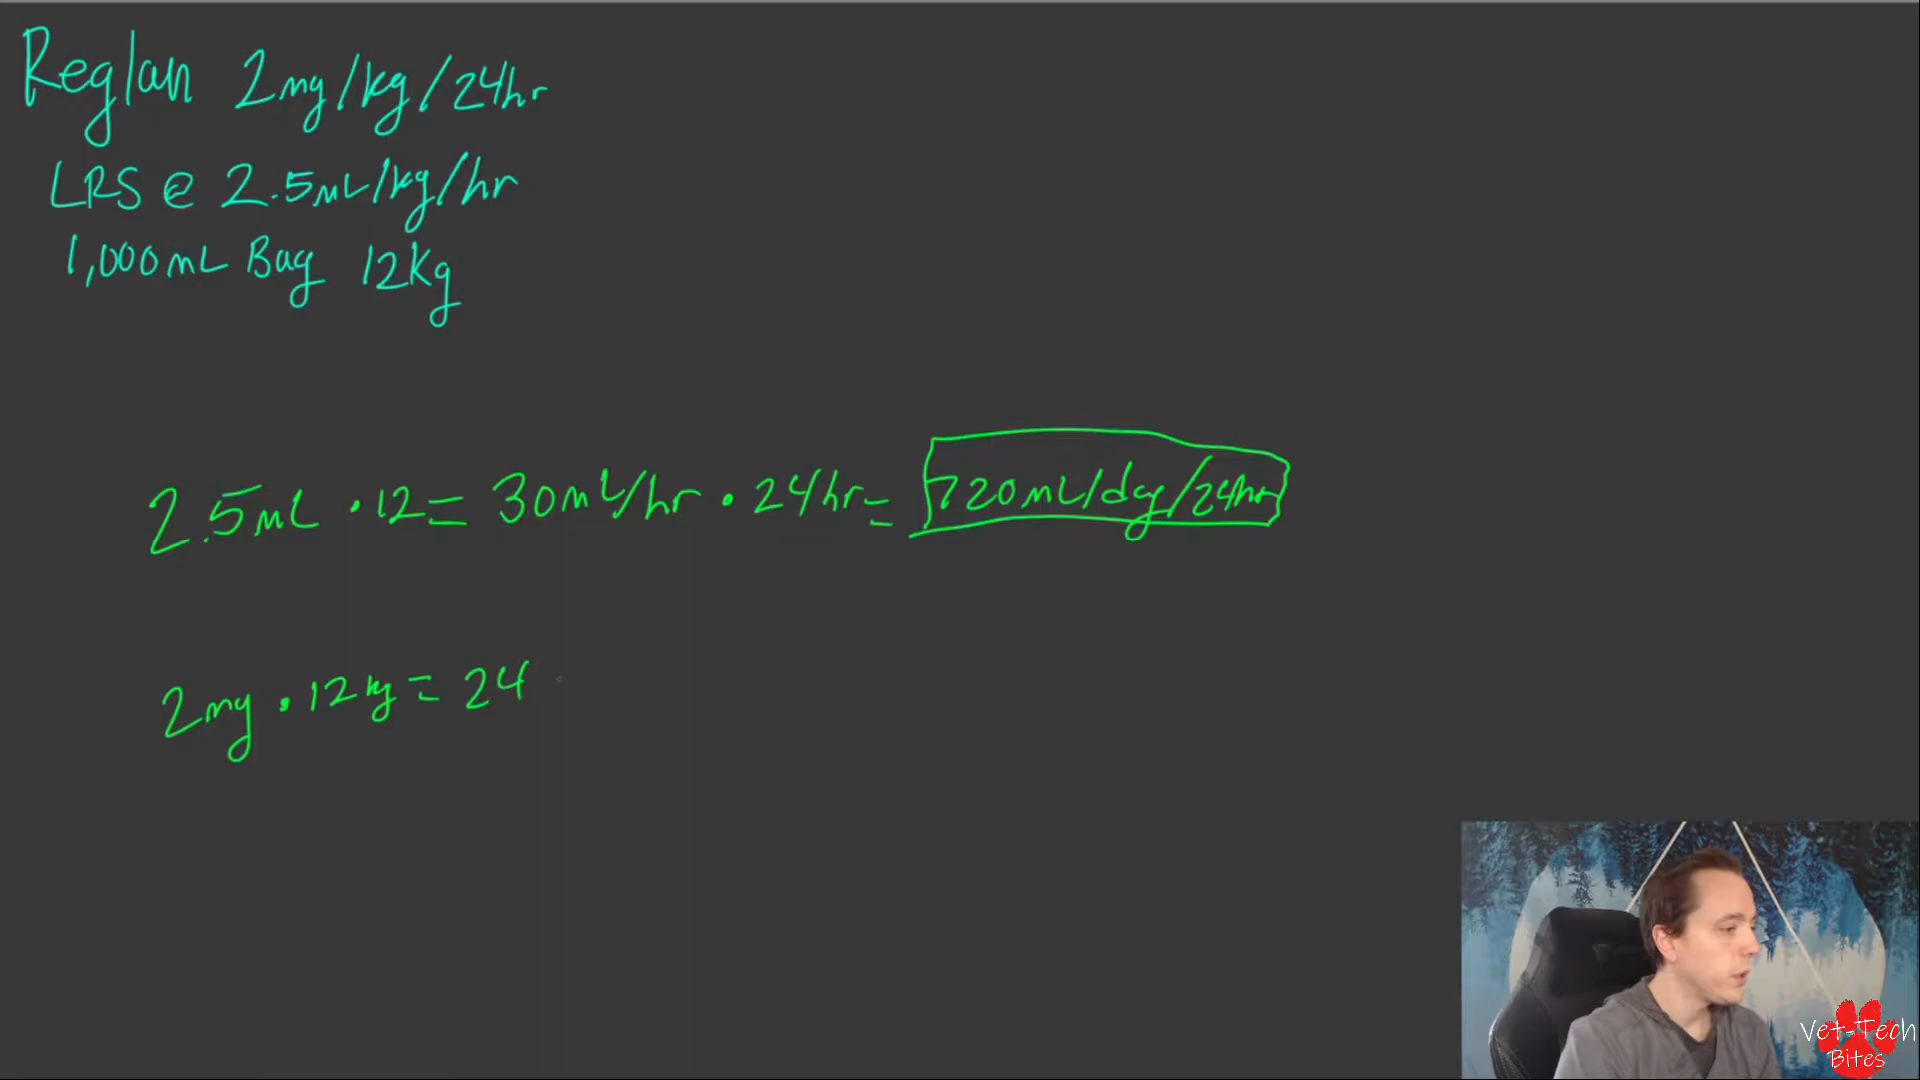 Reglan 2mg/kg/24hr
LRS @ 2.5mL/kg/hr
1,000mL Bag 12Kg
2.5mL · 12 = 30mL/hr · 24hr = 720mL/day/24hr
2mg · 12kg = 24
Vet-Tech
Bites